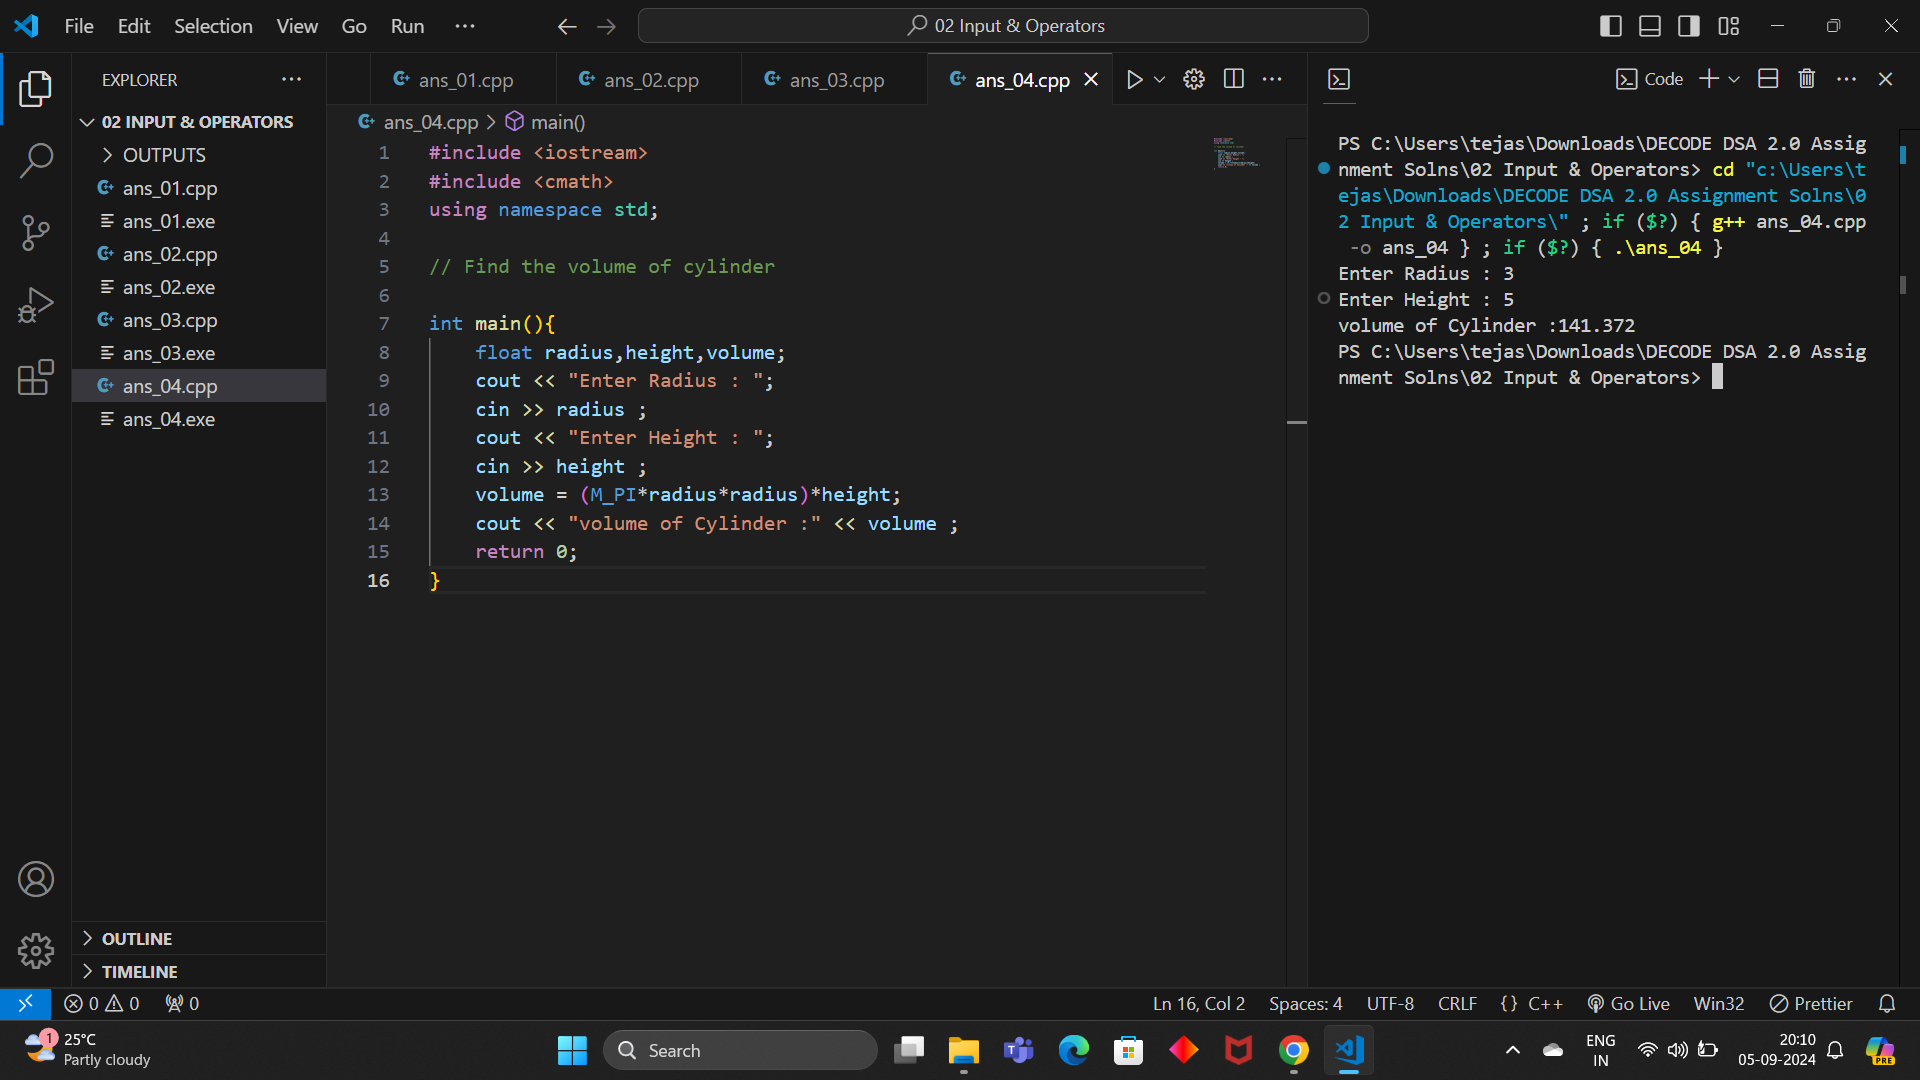 File Edit Selection View Go Run ···
02 Input & Operators
EXPLORER ···
02 INPUT & OPERATORS
OUTPUTS
ans_01.cpp
ans_01.exe
ans_02.cpp
ans_02.exe
ans_03.cpp
ans_03.exe
ans_04.cpp
ans_04.exe
OUTLINE
TIMELINE
ans_01.cpp ans_02.cpp ans_03.cpp ans_04.cpp
ans_04.cpp > main()
1 #include <iostream>
2 #include <cmath>
3 using namespace std;
4
5 // Find the volume of cylinder
6
7 int main(){
8 float radius,height,volume;
9 cout << "Enter Radius : ";
10 cin >> radius ;
11 cout << "Enter Height : ";
12 cin >> height ;
13 volume = (M_PI*radius*radius)*height;
14 cout << "volume of Cylinder :" << volume ;
15 return 0;
16 }
Code
PS C:\Users\tejas\Downloads\DECODE DSA 2.0 Assig
nment Solns\02 Input & Operators> cd "c:\Users\t
ejas\Downloads\DECODE DSA 2.0 Assignment Solns\0
2 Input & Operators\" ; if ($?) { g++ ans_04.cpp
-o ans_04 } ; if ($?) { .\ans_04 }
Enter Radius : 3
Enter Height : 5
volume of Cylinder :141.372
PS C:\Users\tejas\Downloads\DECODE DSA 2.0 Assig
nment Solns\02 Input & Operators>
0 0 0
Ln 16, Col 2 Spaces: 4 UTF-8 CRLF {} C++ Go Live Win32 Prettier
1
25°C
Partly cloudy
Search
ENG
IN
20:10
05-09-2024
PRE